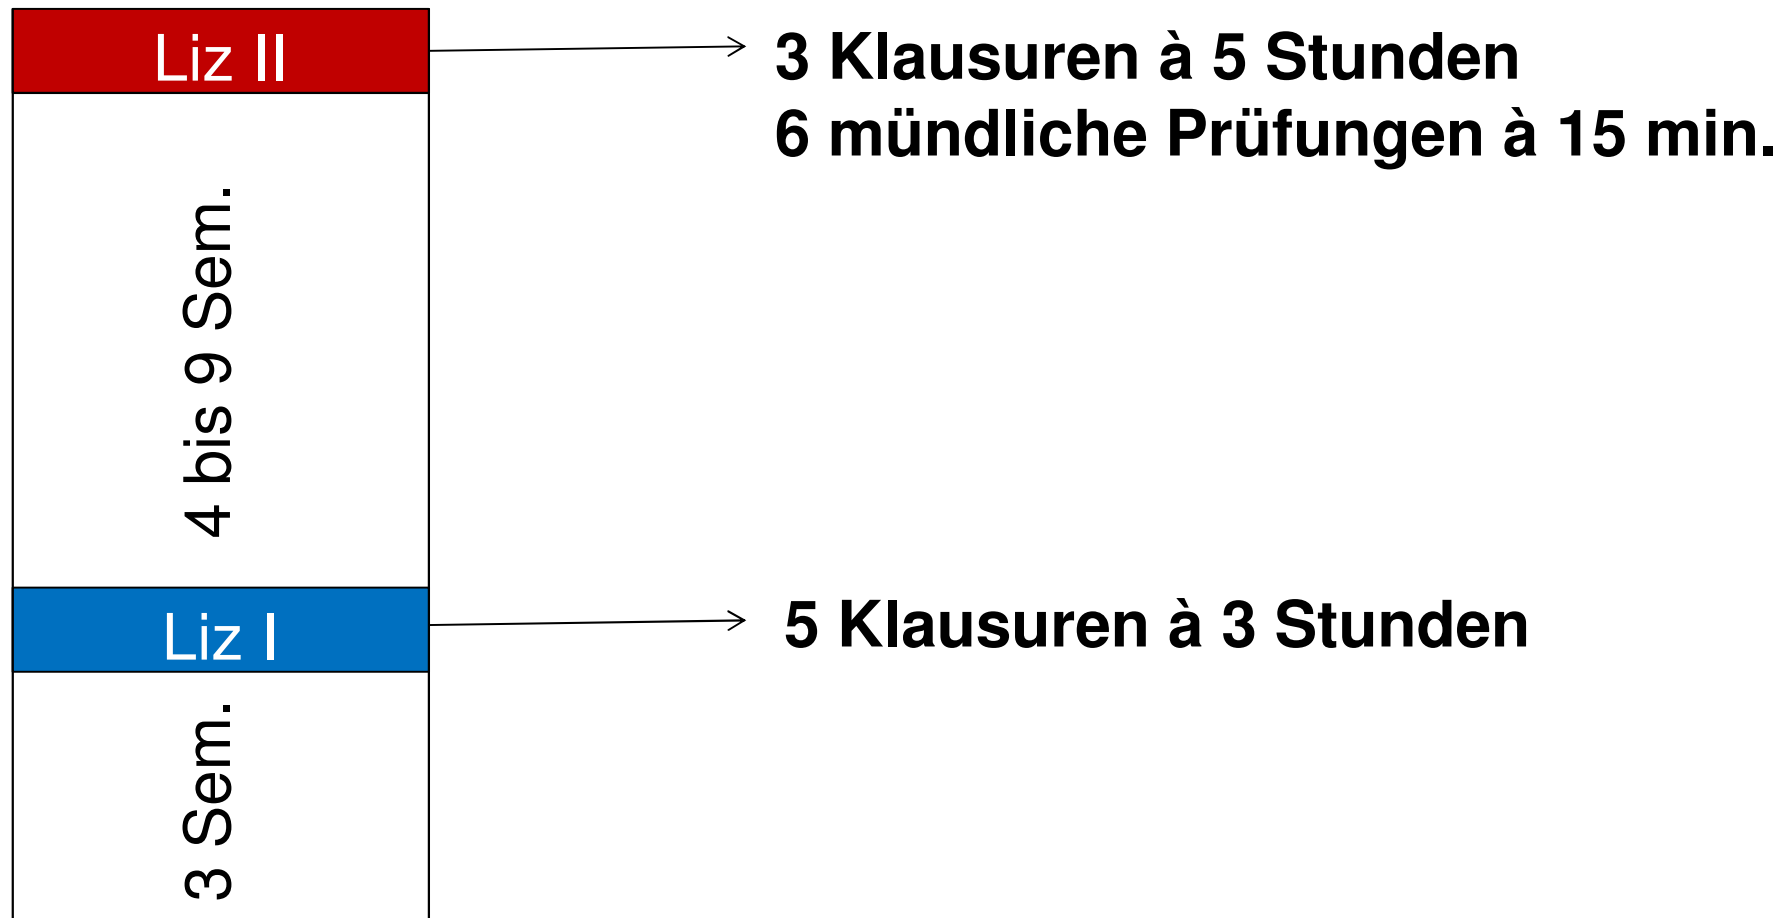 Liz II
3 Klausuren à 5 Stunden
6 mündliche Prüfungen à 15 min.
4 bis 9 Sem.
Liz I
5 Klausuren à 3 Stunden
3 Sem.